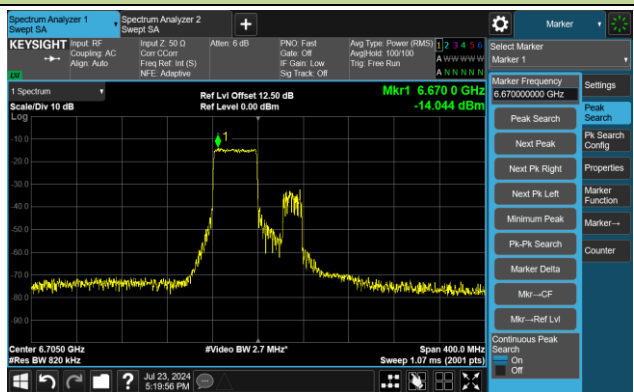 Spectrum Analyzer 1
Swept SA
Spectrum Analyzer 2
Swept SA
+
Marker
KEYSIGHT
Input: RF
Coupling: AC
Align: Auto
Input Z: 50 Ω
Corr CCorr
Freq Ref: Int (S)
NFE: Adaptive
Atten: 6 dB
PNO: Fast
Gate: Off
IF Gain: Low
Sig Track: Off
Avg Type: Power (RMS)
Avg|Hold: 100/100
Trig: Free Run
1 2 3 4 5 6
A W W W W W
A N N N N N
Select Marker
Marker 1
LXI
1 Spectrum
Scale/Div 10 dB
Log
Ref Lvl Offset 12.50 dB
Ref Level 0.00 dBm
Mkr1 6.670 0 GHz
-14.044 dBm
1
-10.0
-20.0
-30.0
-40.0
-50.0
-60.0
-70.0
-80.0
-90.0
Center 6.7050 GHz
#Res BW 820 kHz
#Video BW 2.7 MHz*
Span 400.0 MHz
Sweep 1.07 ms (2001 pts)
Marker Frequency
6.670000000 GHz
Peak Search
Next Peak
Next Pk Right
Next Pk Left
Minimum Peak
Pk-Pk Search
Marker Delta
Mkr→CF
Mkr→Ref Lvl
Continuous Peak
Search
On
Off
Settings
Peak
Search
Pk Search
Config
Properties
Marker
Function
Marker→
Counter
?
Jul 23, 2024
5:19:56 PM